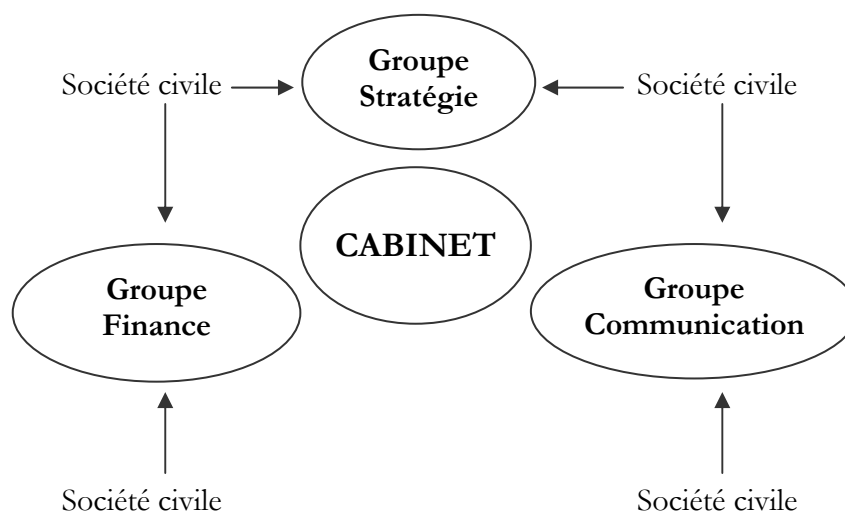 Groupe
Stratégie
Société civile
Société civile
CABINET
Groupe
Finance
Groupe
Communication
Société civile
Société civile